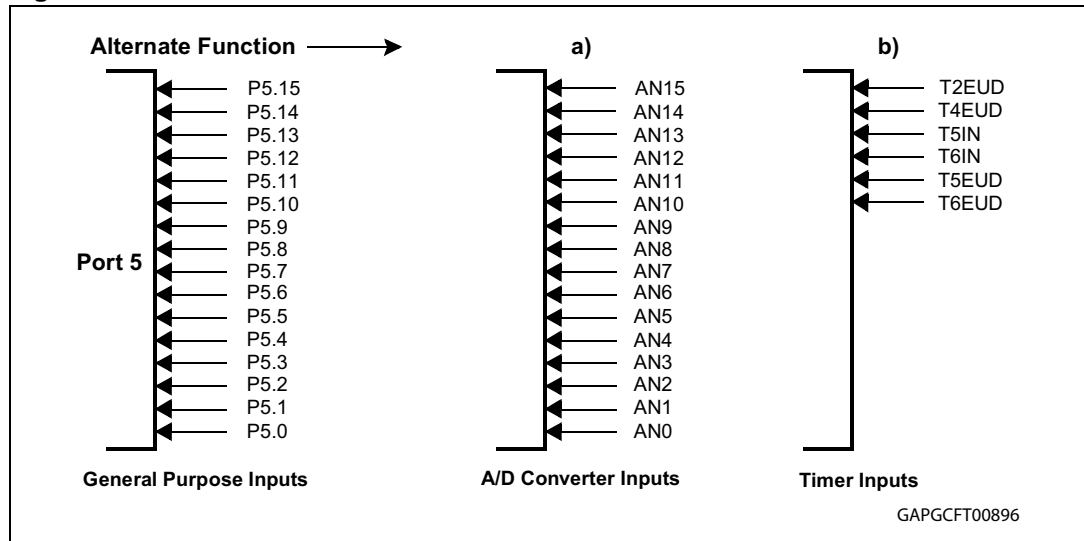 Alternate Function
a)
b)
P5.15
P5.14
P5.13
P5.12
P5.11
P5.10
P5.9
P5.8
P5.7
P5.6
P5.5
P5.4
P5.3
P5.2
P5.1
P5.0
Port 5
General Purpose Inputs
AN15
AN14
AN13
AN12
AN11
AN10
AN9
AN8
AN7
AN6
AN5
AN4
AN3
AN2
AN1
AN0
A/D Converter Inputs
T2EUD
T4EUD
T5IN
T6IN
T5EUD
T6EUD
Timer Inputs
GAPGCFT00896